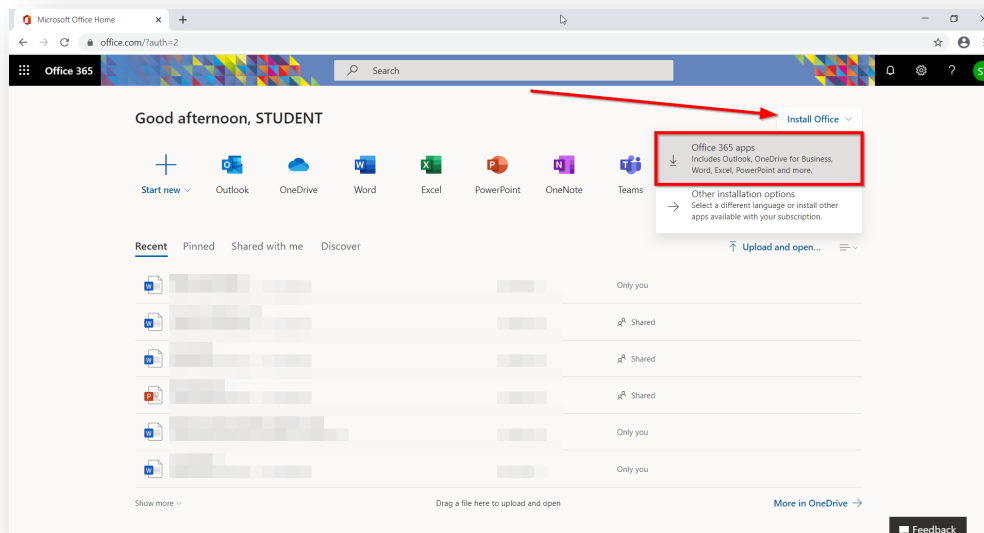 Microsoft Office Home
office.com/?auth=2
Office 365
Search
Good afternoon, STUDENT
Install Office
Office 365 apps
Includes Outlook, OneDrive for Business,
Word, Excel, PowerPoint and more.
Other installation options
Select a different language or install other
apps available with your subscription.
Start new
Outlook
OneDrive
Word
Excel
PowerPoint
OneNote
Teams
Recent Pinned Shared with me Discover
Upload and open...
Only you
Shared
Shared
Shared
Only you
Only you
Show more
Drag a file here to upload and open
More in OneDrive
Feedback